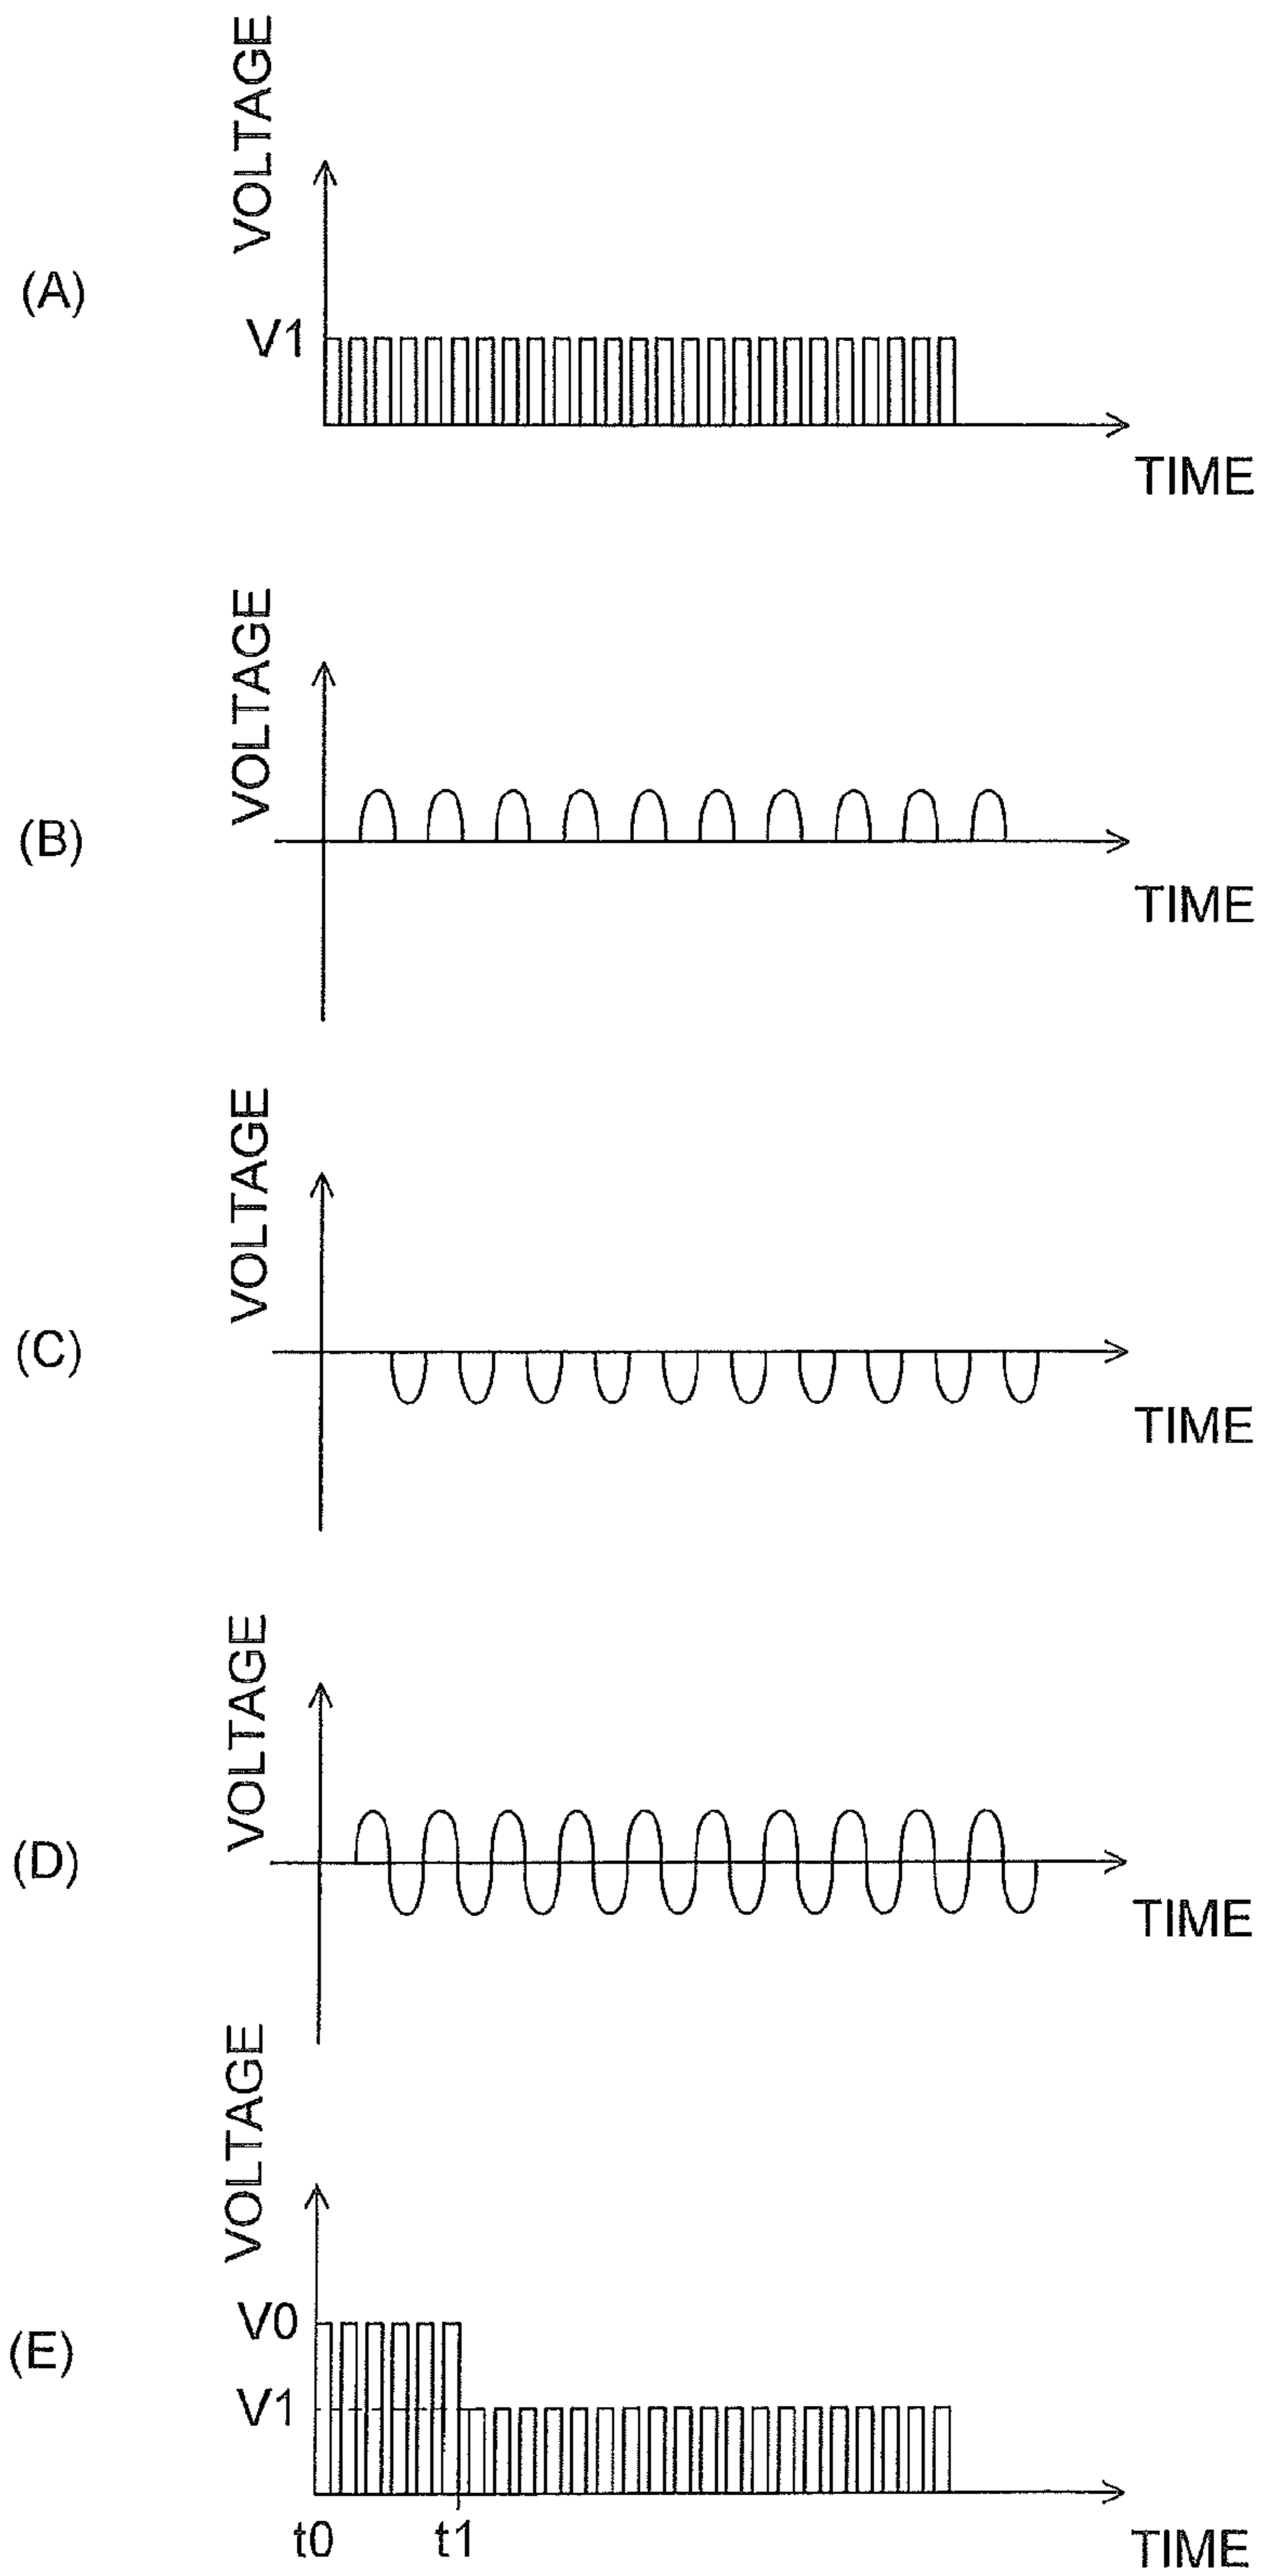 VOLTAGE
(A)
V1
TIME
VOLTAGE
(B)
TIME
VOLTAGE
(C)
TIME
VOLTAGE
(D)
TIME
VOLTAGE
V0
(E)
V1
t0
t1
TIME